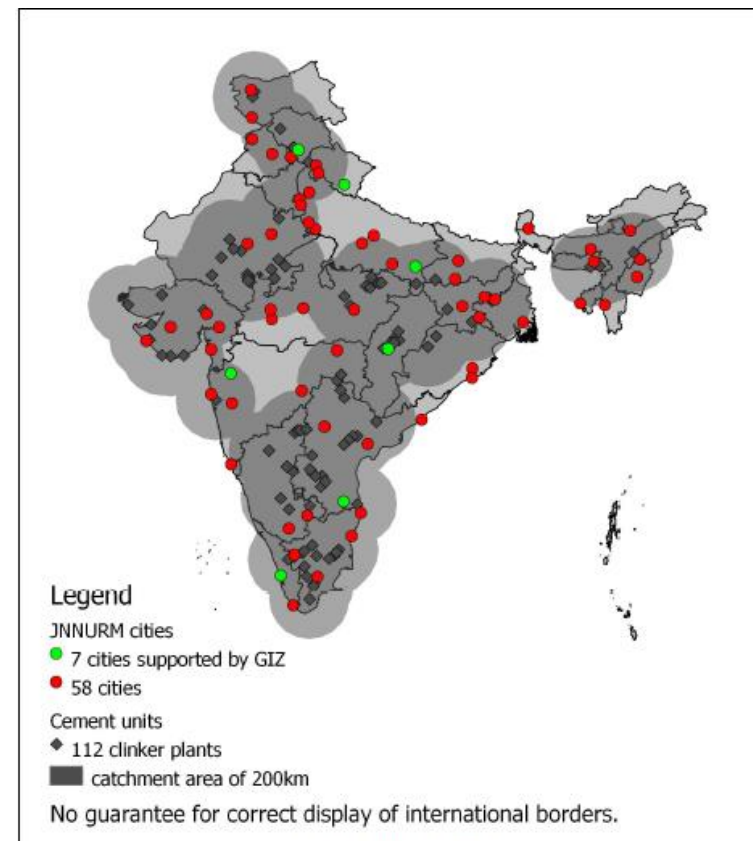 Legend
JNNURM cities
7 cities supported by GIZ
58 cities
Cement units
112 clinker plants
catchment area of 200km
No guarantee for correct display of international borders.